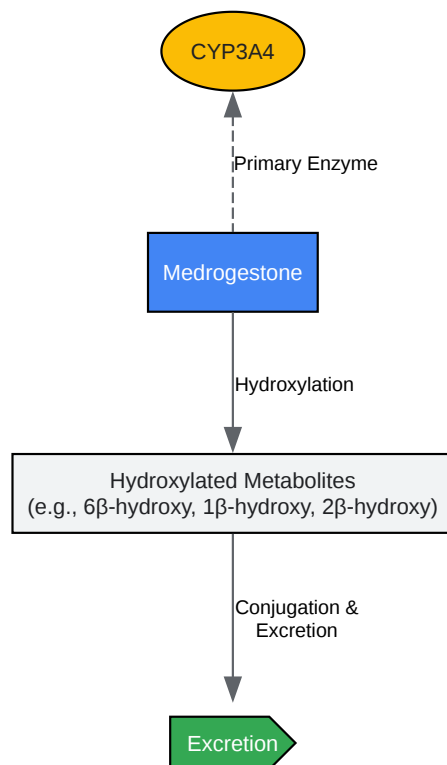 CYP3A4
Primary Enzyme
Medrogestone
Hydroxylation
Hydroxylated Metabolites
(e.g., 6β-hydroxy, 1β-hydroxy, 2β-hydroxy)
Conjugation &
Excretion
Excretion